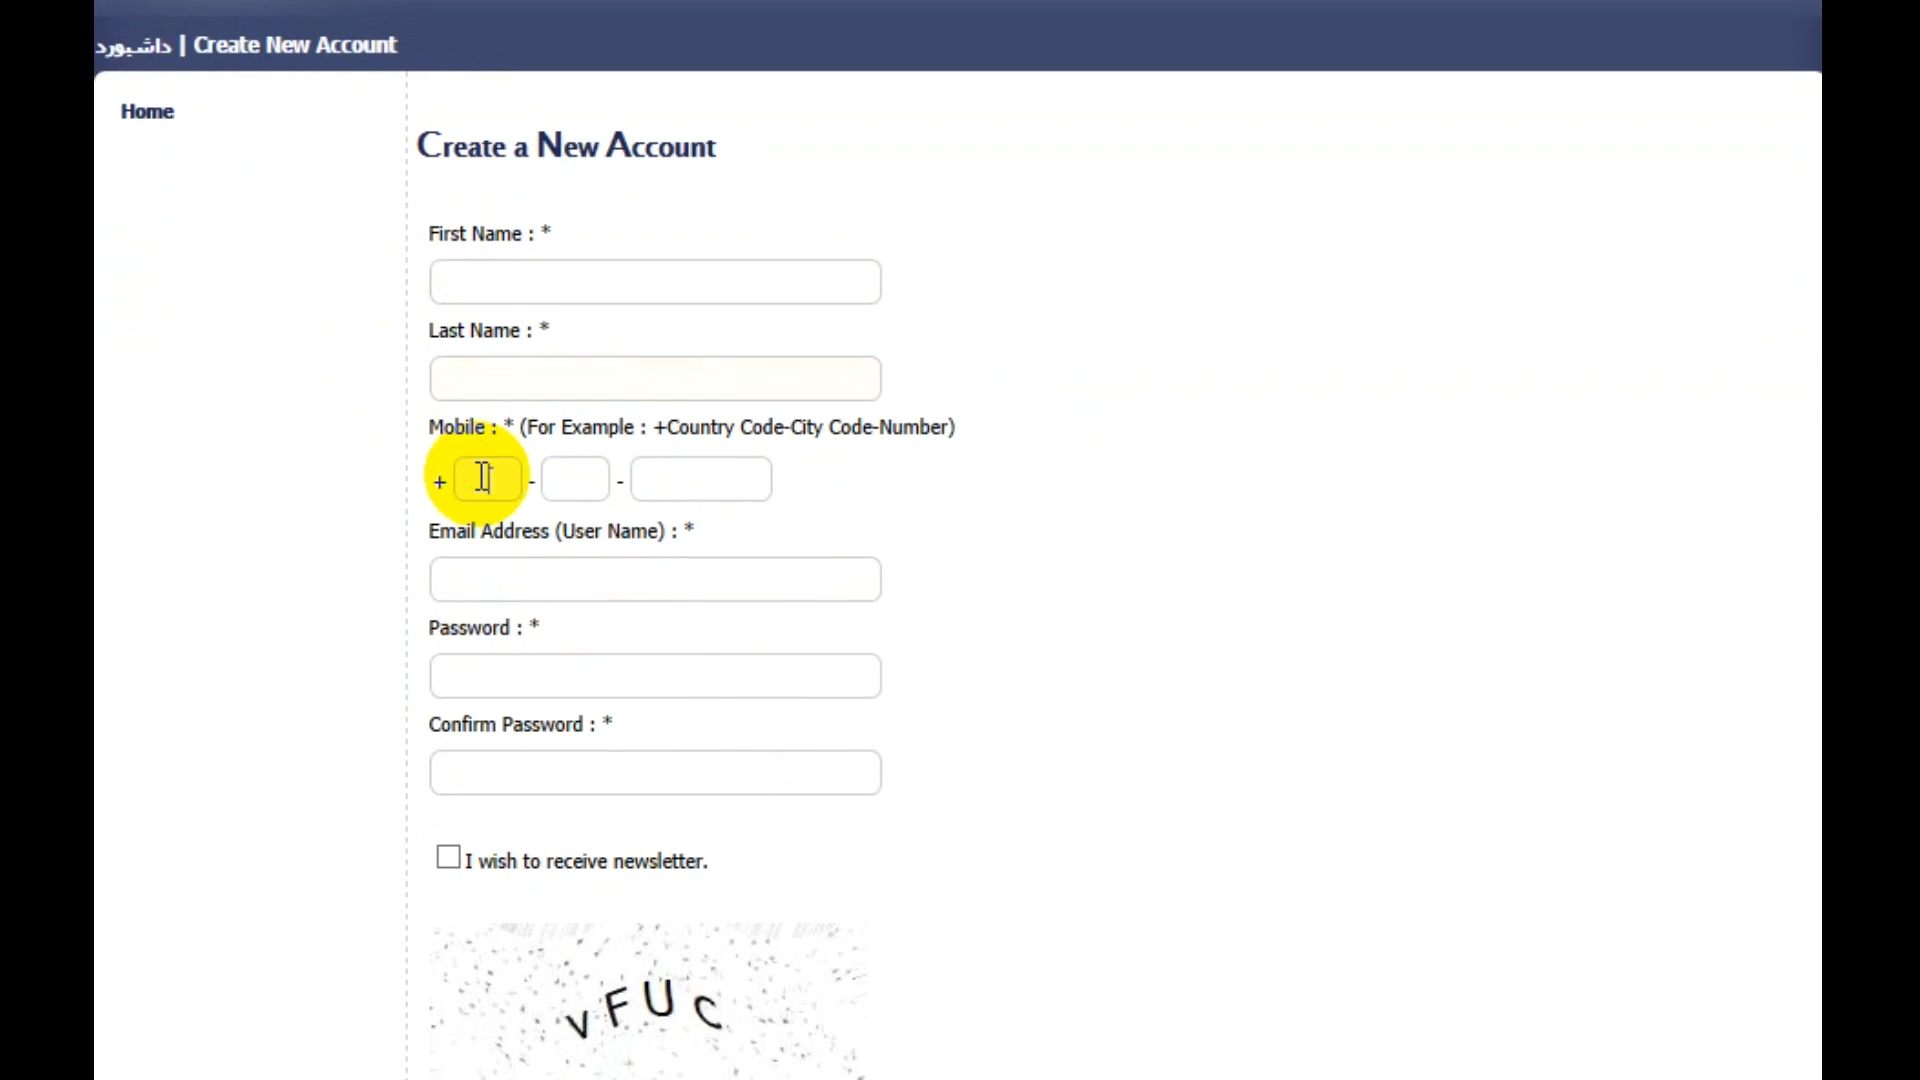 داشبورد | Create New Account
Home
Create a New Account
First Name : *
Last Name : *
Mobile : * (For Example : +Country Code-City Code-Number)
+ - -
Email Address (User Name) : *
Password : *
Confirm Password : *
I wish to receive newsletter.
vFUc